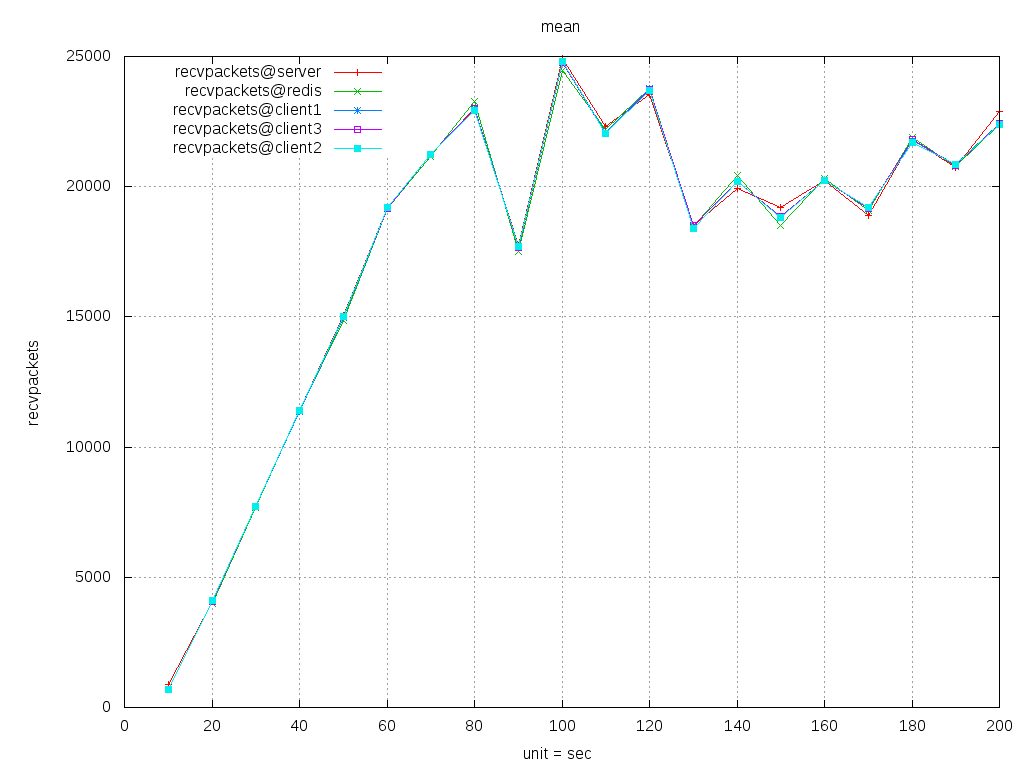 mean
25000
20000
15000
10000
5000
0
recvpackets
recvpackets@server
recvpackets@redis
recvpackets@client1
recvpackets@client3
recvpackets@client2
0 20 40 60 80 100 120 140 160 180 200
unit = sec